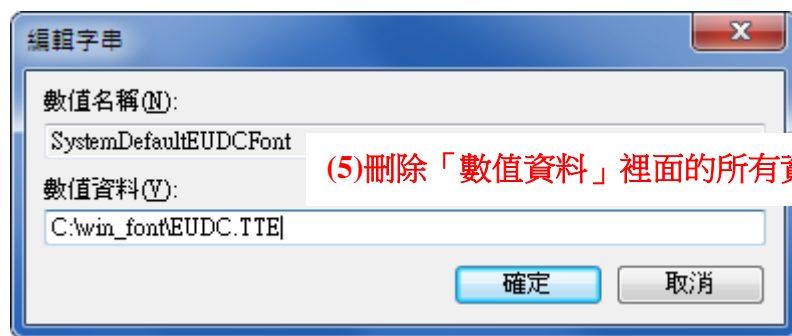 編輯字串
數值名稱(N):
SystemDefaultEUDCFont
(5)刪除「數值資料」裡面的所有
數值資料(V):
C:\win_font\EUDC.TTE
確定
取消